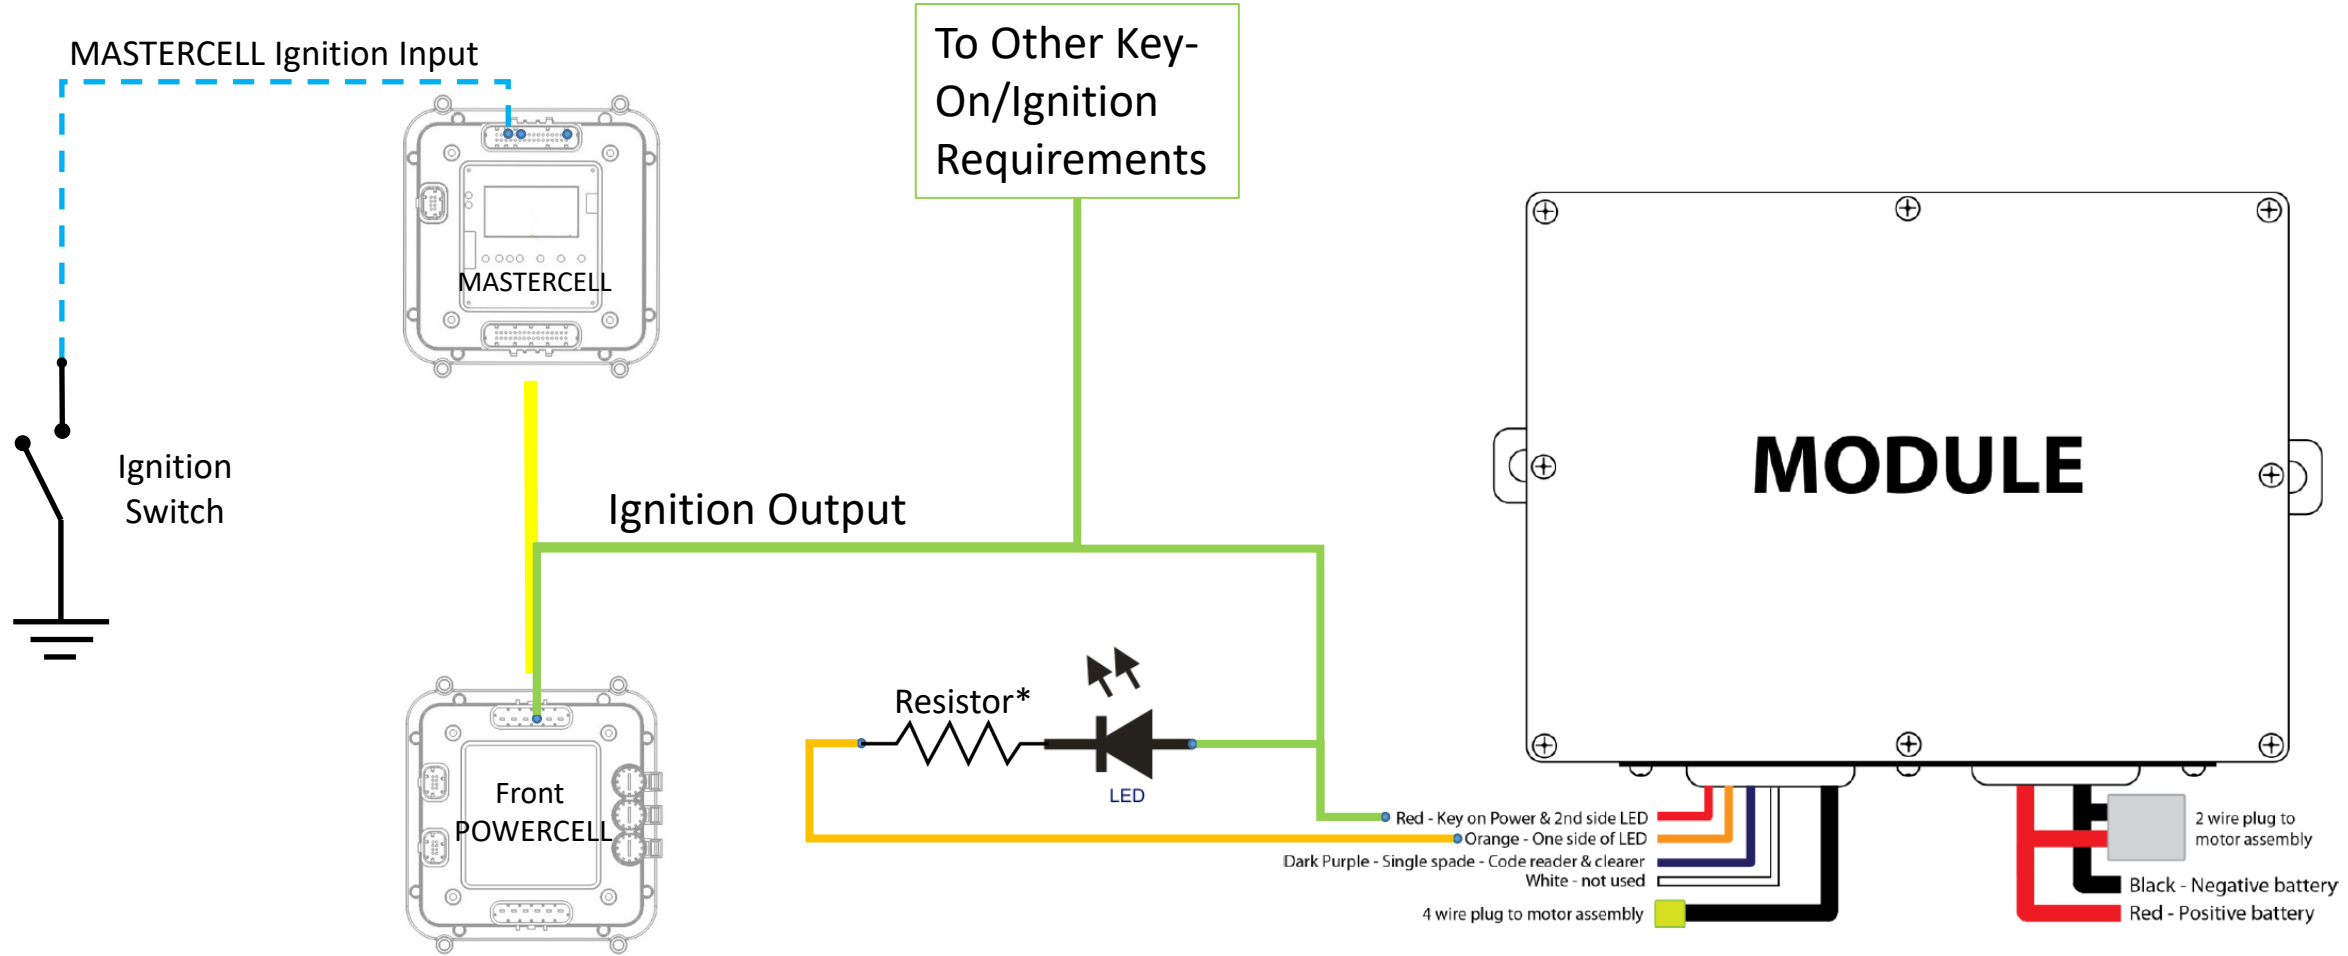 MASTERCELL Ignition Input
To Other Key-
On/Ignition
Requirements
MASTERCELL
Ignition
Switch
Ignition Output
MODULE
Resistor*
LED
Front
POWERCELL
Red - Key on Power & 2nd side LED
Orange - One side of LED
Dark Purple - Single spade - Code reader & clearer
White - not used
4 wire plug to motor assembly
2 wire plug to
motor assembly
Black - Negative battery
Red - Positive battery